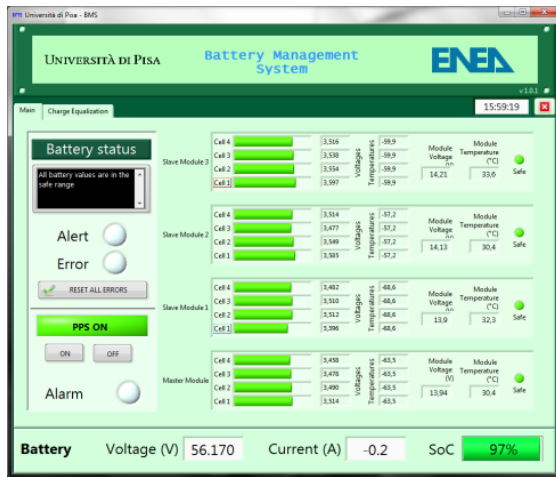 Università di Pisa - BMS
UNIVERSITÀ DI PISA
Battery Management
System
ENEA
v 1.0.1
Main
Charge Equalization
15:59:19
Battery status
All battery values are in the
safe range
Alert
Error
RESET ALL ERRORS
PPS ON
ON
OFF
Alarm
Slave Module 3
Cell 4 3,516 -59,9
Cell 3 3,538 -59,9
Cell 2 3,554 -59,9
Cell 1 3,597 -59,9
Voltages
Temperatures
Module
Voltage
14,21
Module
Temperature
(°C)
33,6
Safe
Slave Module 2
Cell 4 3,514 -57,2
Cell 3 3,477 -57,2
Cell 2 3,549 -57,2
Cell 1 3,585 -57,2
Voltages
Temperatures
Module
Voltage
14,13
Module
Temperature
(°C)
30,4
Safe
Slave Module 1
Cell 4 3,482 -68,6
Cell 3 3,510 -68,6
Cell 2 3,512 -68,6
Cell 1 3,396 -68,6
Voltages
Temperatures
Module
Voltage
13,9
Module
Temperature
(°C)
32,3
Safe
Master Module
Cell 4 3,458 -63,5
Cell 3 3,478 -63,5
Cell 2 3,490 -63,5
Cell 1 3,514 -63,5
Voltages
Temperatures
Module
Voltage
(V)
13,94
Module
Temperature
(°C)
30,4
Safe
Battery Voltage (V) 56.170 Current (A) -0.2 SoC 97%